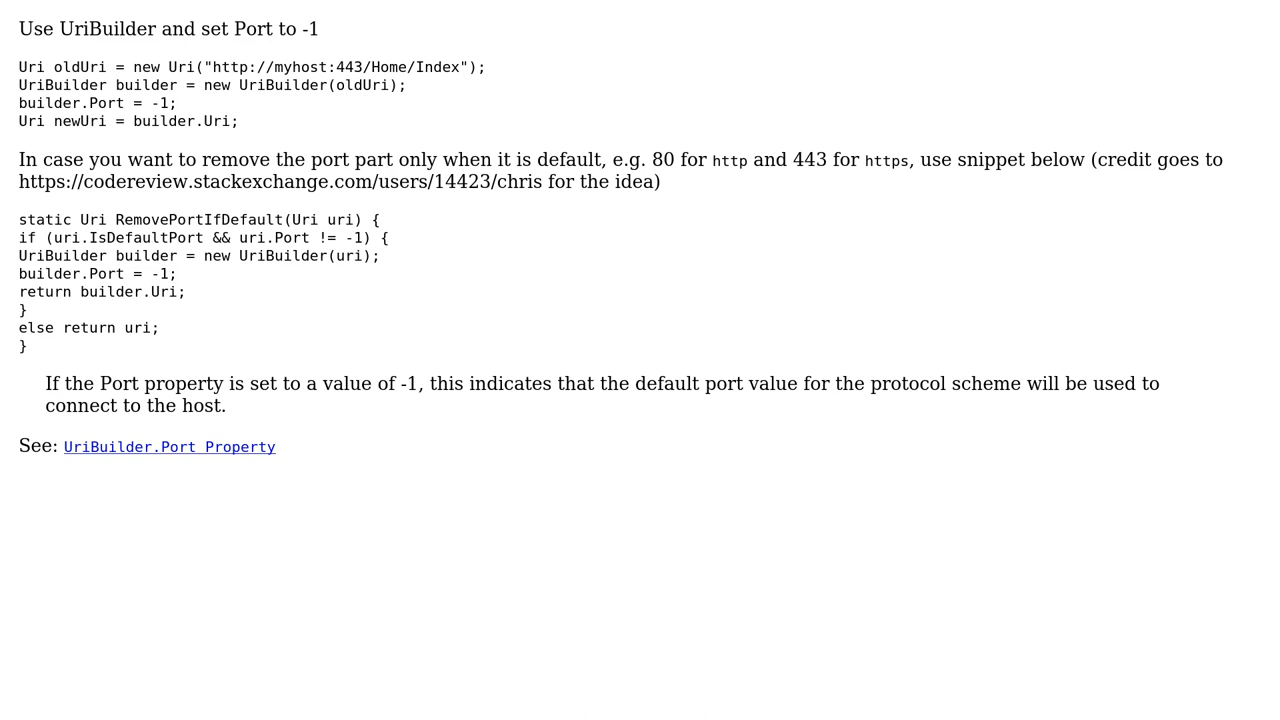 Use UriBuilder and set Port to -1
Uri oldUri = new Uri("http://myhost:443/Home/Index");
UriBuilder builder = new UriBuilder(oldUri);
builder.Port = -1;
Uri newUri = builder.Uri;
In case you want to remove the port part only when it is default, e.g. 80 for http and 443 for https, use snippet below (credit goes to
https://codereview.stackexchange.com/users/14423/chris for the idea)
static Uri RemovePortIfDefault(Uri uri) {
if (uri.IsDefaultPort && uri.Port != -1) {
UriBuilder builder = new UriBuilder(uri);
builder.Port = -1;
return builder.Uri;
}
else return uri;
}
If the Port property is set to a value of -1, this indicates that the default port value for the protocol scheme will be used to
connect to the host.
See: UriBuilder.Port Property